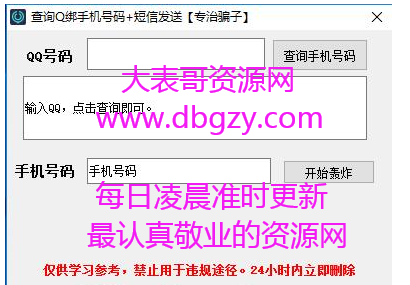 查询Q绑手机号码+短信发送【专治骗子】
QQ号码
查询手机号码
大表哥资源网
输入QQ，点击查询即可。
www.dbgzy.com
手机号码 手机号码 开始轰炸
每日凌晨准时更新
最认真敬业的资源网
仅供学习参考，禁止用于违规途径。24小时内立即删除